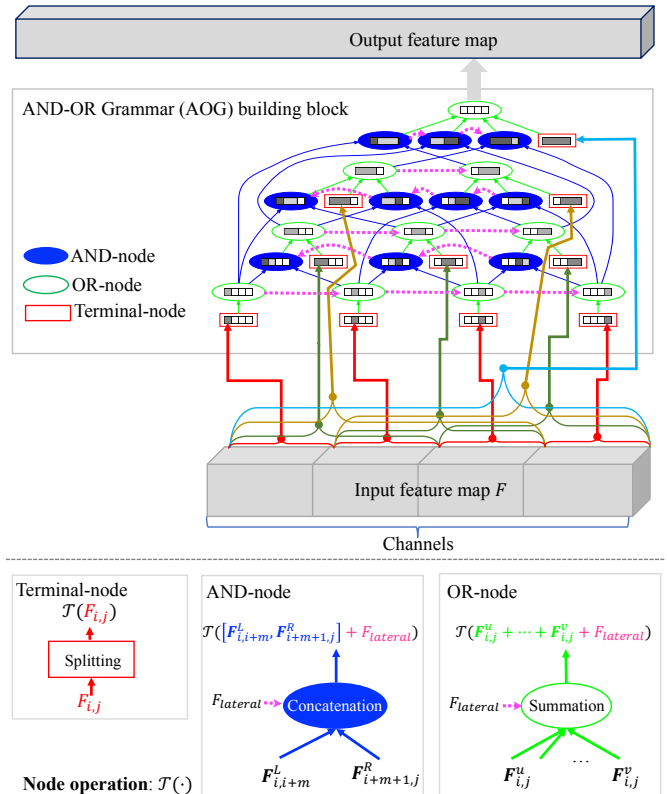 Output feature map
AND-OR Grammar (AOG) building block
AND-node
OR-node
Terminal-node
Input feature map F
Channels
Terminal-node
𝒯(F_{i,j})
Splitting
F_{i,j}
Node operation: 𝒯(·)
AND-node
𝒯([F^L_{i,i+m}, F^R_{i+m+1,j}] + F_{lateral})
F_{lateral}
Concatenation
F^L_{i,i+m}
F^R_{i+m+1,j}
OR-node
𝒯(F^u_{i,j} + ⋯ + F^v_{i,j} + F_{lateral})
F_{lateral}
Summation
F^u_{i,j} ⋯ F^v_{i,j}